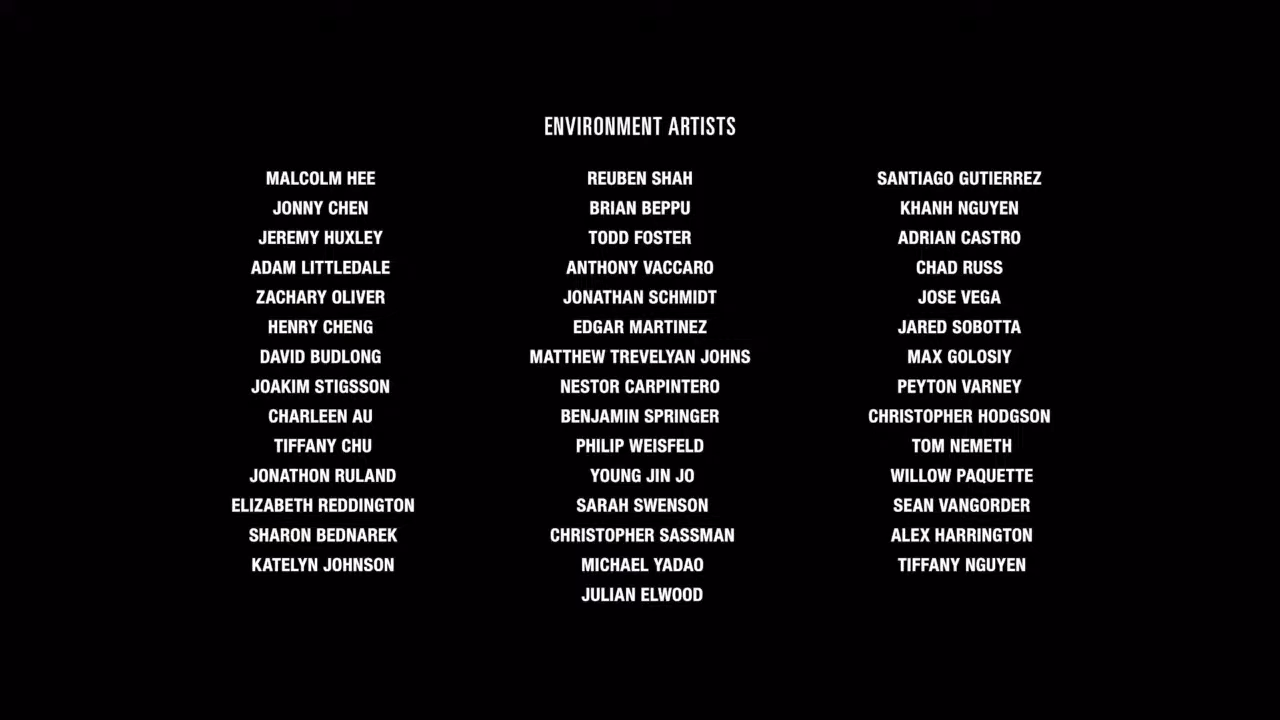 ENVIRONMENT ARTISTS
MALCOLM HEE
JONNY CHEN
JEREMY HUXLEY
ADAM LITTLEDALE
ZACHARY OLIVER
HENRY CHENG
DAVID BUDLONG
JOAKIM STIGSSON
CHARLEEN AU
TIFFANY CHU
JONATHON RULAND
ELIZABETH REDDINGTON
SHARON BEDNAREK
KATELYN JOHNSON
REUBEN SHAH
BRIAN BEPPU
TODD FOSTER
ANTHONY VACCARO
JONATHAN SCHMIDT
EDGAR MARTINEZ
MATTHEW TREVELYAN JOHNS
NESTOR CARPINTERO
BENJAMIN SPRINGER
PHILIP WEISFELD
YOUNG JIN JO
SARAH SWENSON
CHRISTOPHER SASSMAN
MICHAEL YADAO
JULIAN ELWOOD
SANTIAGO GUTIERREZ
KHANH NGUYEN
ADRIAN CASTRO
CHAD RUSS
JOSE VEGA
JARED SOBOTTA
MAX GOLOSIY
PEYTON VARNEY
CHRISTOPHER HODGSON
TOM NEMETH
WILLOW PAQUETTE
SEAN VANGORDER
ALEX HARRINGTON
TIFFANY NGUYEN